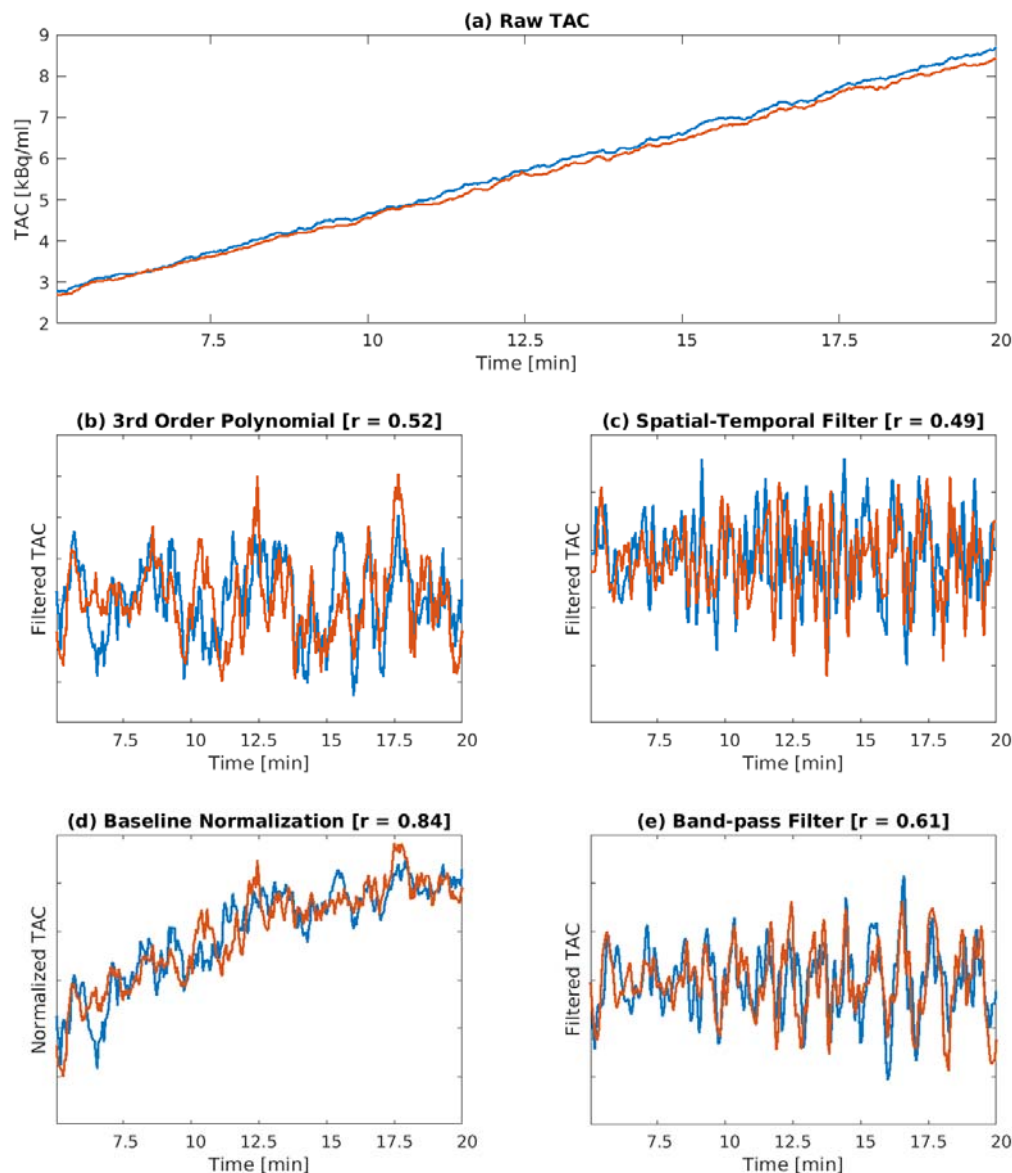 (a) Raw TAC
9
8
7
6
5
4
3
2
TAC [kBq/ml]
7.5 10 12.5 15 17.5 20
Time [min]
(b) 3rd Order Polynomial [r = 0.52]
Filtered TAC
7.5 10 12.5 15 17.5 20
Time [min]
(c) Spatial-Temporal Filter [r = 0.49]
Filtered TAC
7.5 10 12.5 15 17.5 20
Time [min]
(d) Baseline Normalization [r = 0.84]
Normalized TAC
7.5 10 12.5 15 17.5 20
Time [min]
(e) Band-pass Filter [r = 0.61]
Filtered TAC
7.5 10 12.5 15 17.5 20
Time [min]